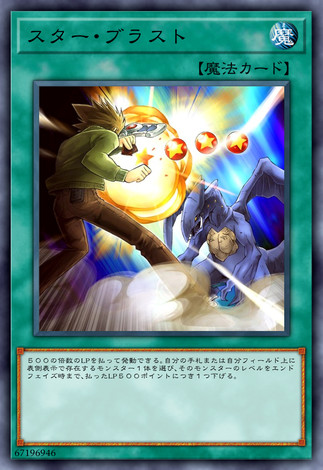 スター・ブラスト
魔
【魔法カード】
５００の倍数のLPを払って発動できる。自分の手札または自分フィールド上に
表側表示で存在するモンスター１体を選び、そのモンスターのレベルをエンド
フェイズ時まで、払ったLP５００ポイントにつき１つ下げる。
67196946